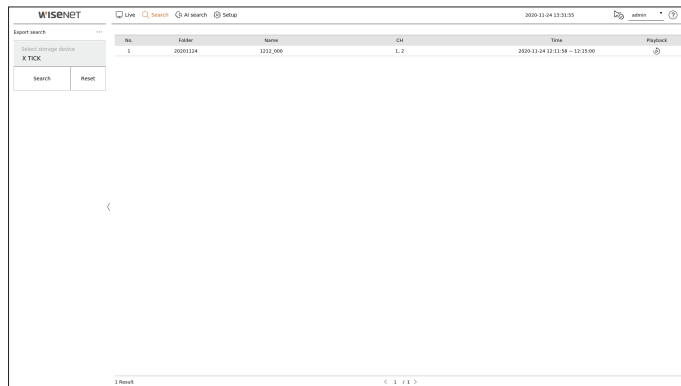 WISENET
Live Search AI search Setup 2020-11-24 13:31:55 admin ?
Export search ...
Select storage device
X TICK
Search Reset
No. Folder Name CH Time Playback
1 20201124 1212_000 1, 2 2020-11-24 12:11:58 ~ 12:15:00
1 Result < 1 / 1 >